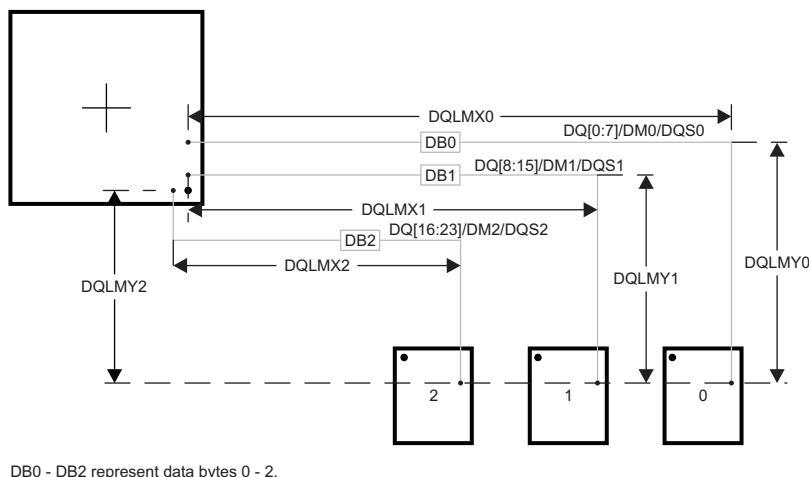 DQLMX0
DQ[0:7]/DM0/DQS0
DB0
DQ[8:15]/DM1/DQS1
DB1
DQLMX1
DQ[16:23]/DM2/DQS2
DB2
DQLMX2
DQLMY2
DQLMY1
DQLMY0
2
1
0
DB0 - DB2 represent data bytes 0 - 2.